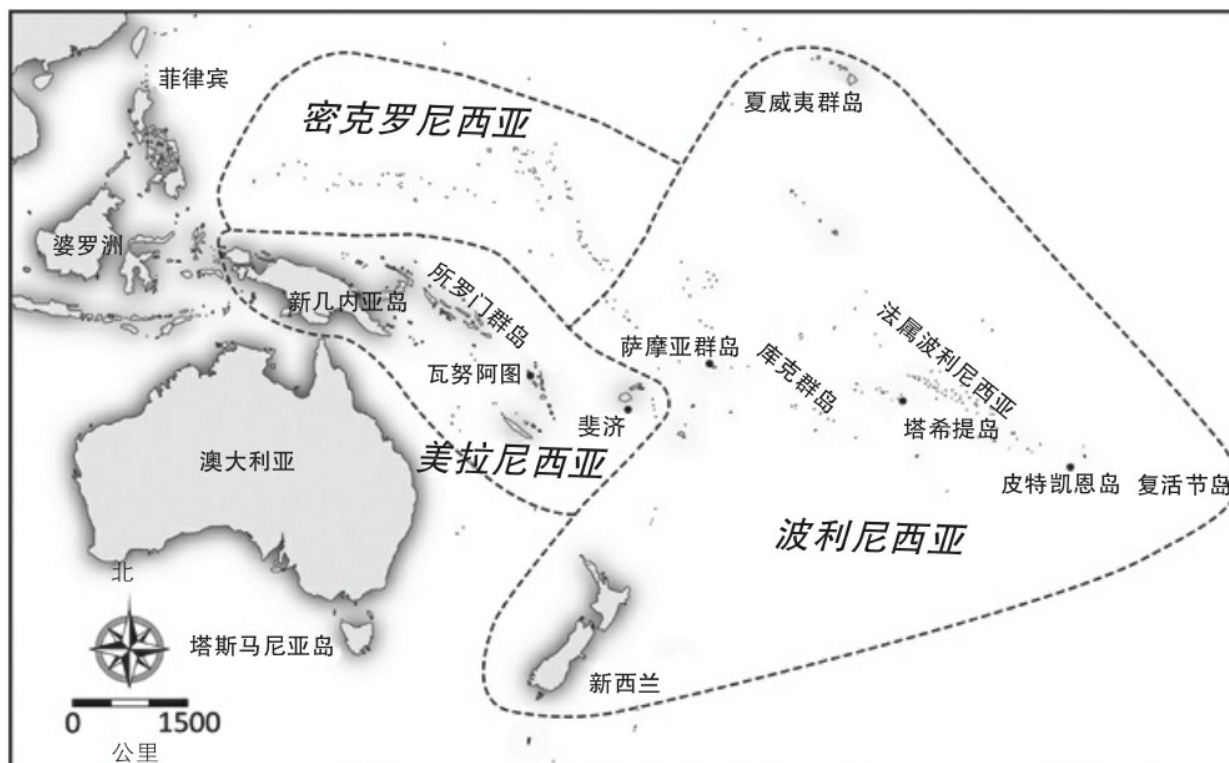 菲律宾
夏威夷群岛
密克罗尼西亚
婆罗洲
新几内亚岛
所罗门群岛
萨摩亚群岛
库克群岛
法属波利尼西亚
瓦努阿图
斐济
塔希提岛
美拉尼西亚
澳大利亚
皮特凯恩岛
复活节岛
波利尼西亚
北
塔斯马尼亚岛
新西兰
0 1500
公里